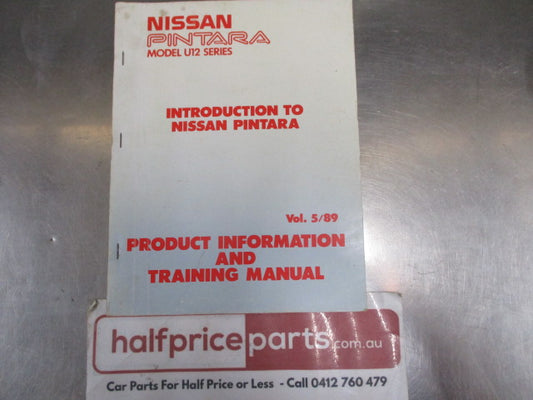 NISSAN
PINTARA
MODEL U12 SERIES
INTRODUCTION TO
NISSAN PINTARA
Vol. 5/89
PRODUCT INFORMATION
AND
TRAINING MANUAL
halfpriceparts.com.au
Car Parts For Half Price or Less - Call 0412 760 479